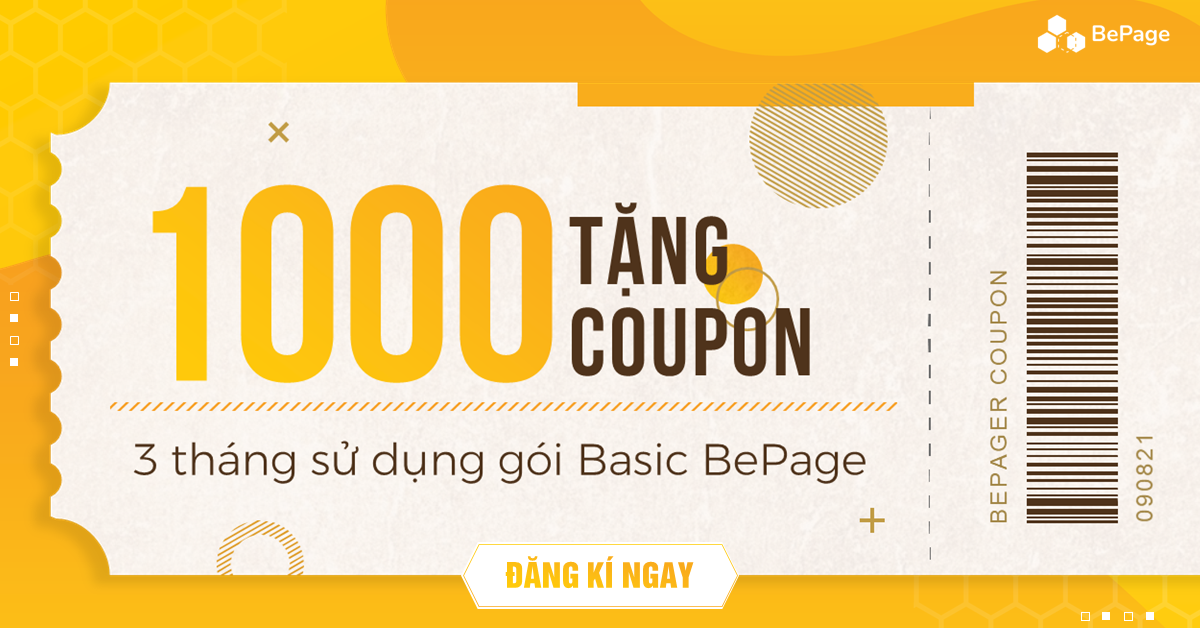 BePage
1000 TẶNG
COUPON
3 tháng sử dụng gói Basic BePage
ĐĂNG KÍ NGAY
BEPAGER COUPON
090821